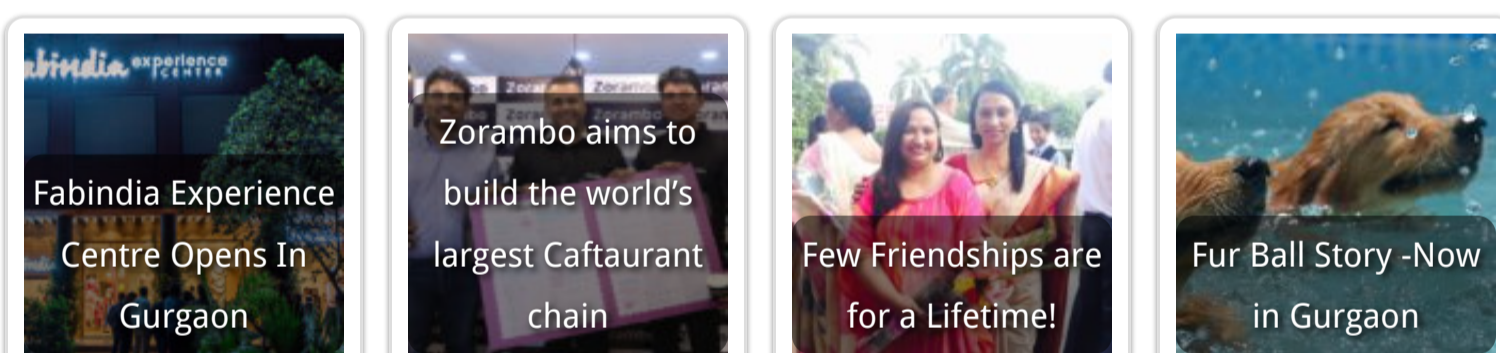 abindia experience
CENTER
Fabindia Experience
Centre Opens In
Gurgaon
Zorambo
Zorambo aims to
build the world’s
largest Caftaurant
chain
Few Friendships are
for a Lifetime!
Fur Ball Story -Now
in Gurgaon